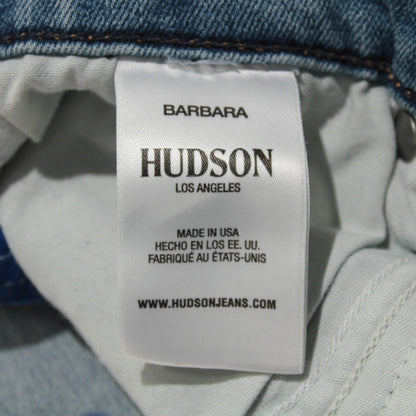 BARBARA
HUDSON
LOS ANGELES
MADE IN USA
HECHO EN LOS EE. UU.
FABRIQUÉ AU ÉTATS-UNIS
WWW.HUDSONJEANS.COM